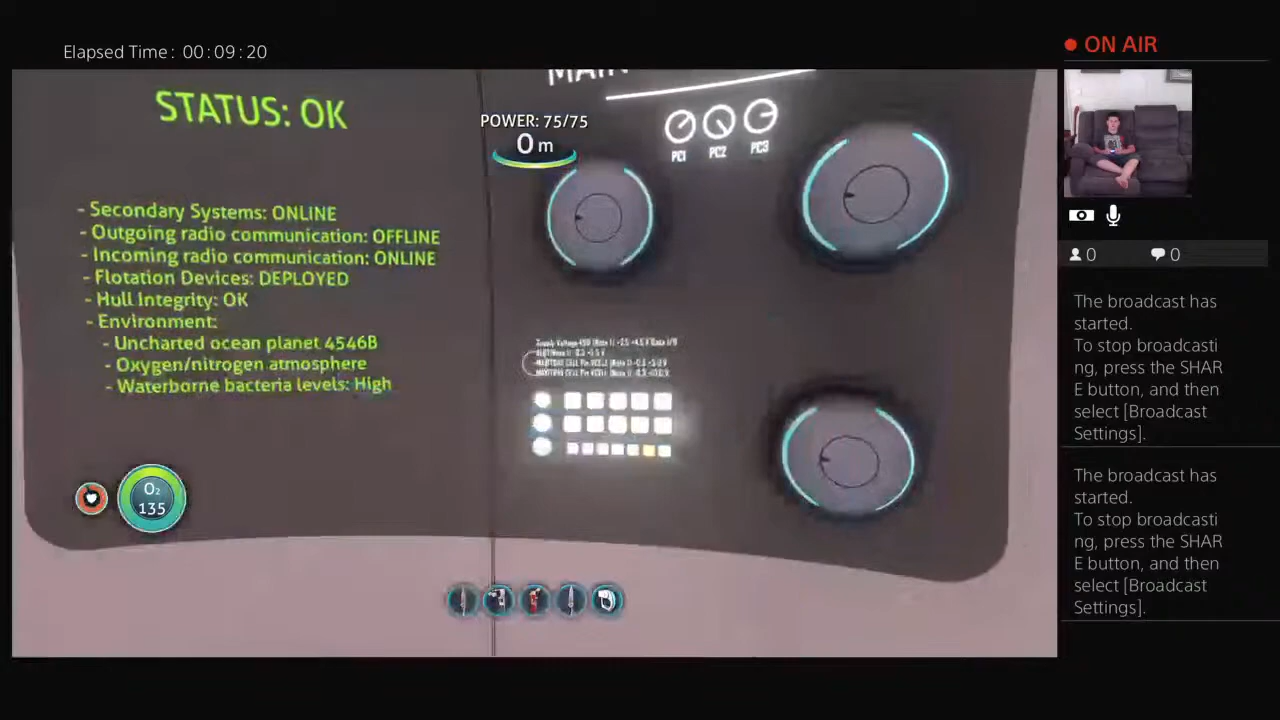 Elapsed Time: 00:09:20
ON AIR
STATUS: OK
MAIN
POWER: 75/75
0 m
PC1 PC2 PC3
- Secondary Systems: ONLINE
- Outgoing radio communication: OFFLINE
- Incoming radio communication: ONLINE
- Flotation Devices: DEPLOYED
- Hull Integrity: OK
- Environment:
- Uncharted ocean planet 4546B
- Oxygen/nitrogen atmosphere
- Waterborne bacteria levels: High
O₂
135
0 0
The broadcast has
started.
To stop broadcasti
ng, press the SHAR
E button, and then
select [Broadcast
Settings].
The broadcast has
started.
To stop broadcasti
ng, press the SHAR
E button, and then
select [Broadcast
Settings].